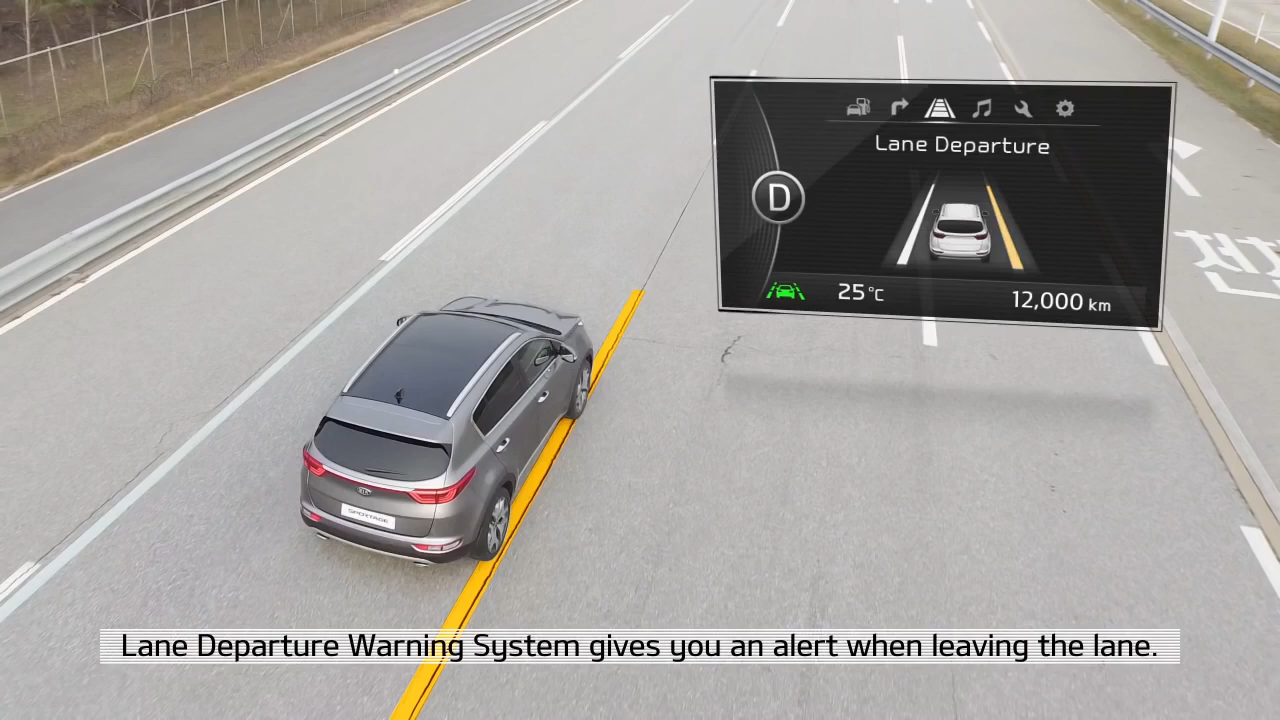 Lane Departure
D
25°C
12,000 km
KIA
SPORTAGE
Lane Departure Warning System gives you an alert when leaving the lane.